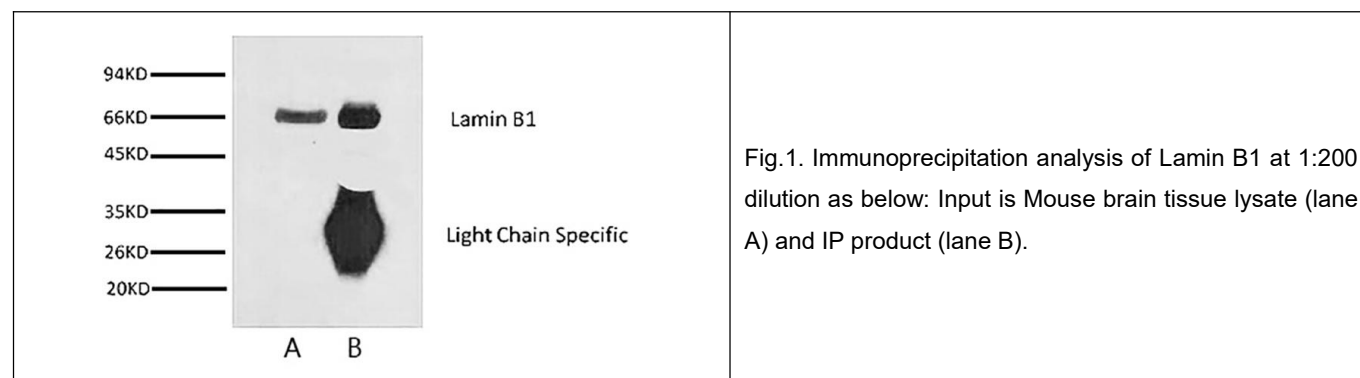 94KD
66KD
45KD
35KD
26KD
20KD
Lamin B1
Light Chain Specific
A B
Fig.1. Immunoprecipitation analysis of Lamin B1 at 1:200
dilution as below: Input is Mouse brain tissue lysate (lane
A) and IP product (lane B).